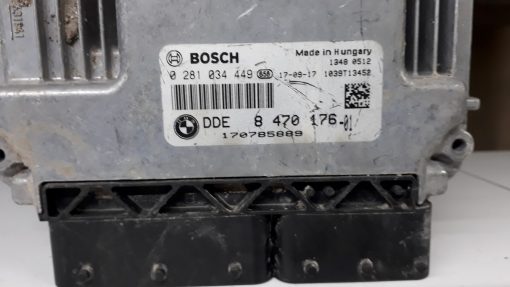 BOSCH
Made in Hungary
1348 0512
0 281 034 449 658 17-09-17 1039T13452
DDE 8 470 176-01
170785889